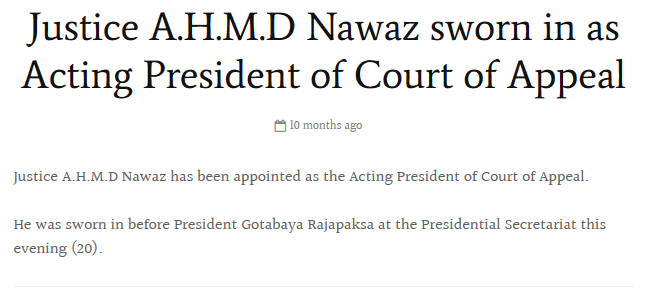 Justice A.H.M.D Nawaz sworn in as
Acting President of Court of Appeal
10 months ago
Justice A.H.M.D Nawaz has been appointed as the Acting President of Court of Appeal.
He was sworn in before President Gotabaya Rajapaksa at the Presidential Secretariat this
evening (20).